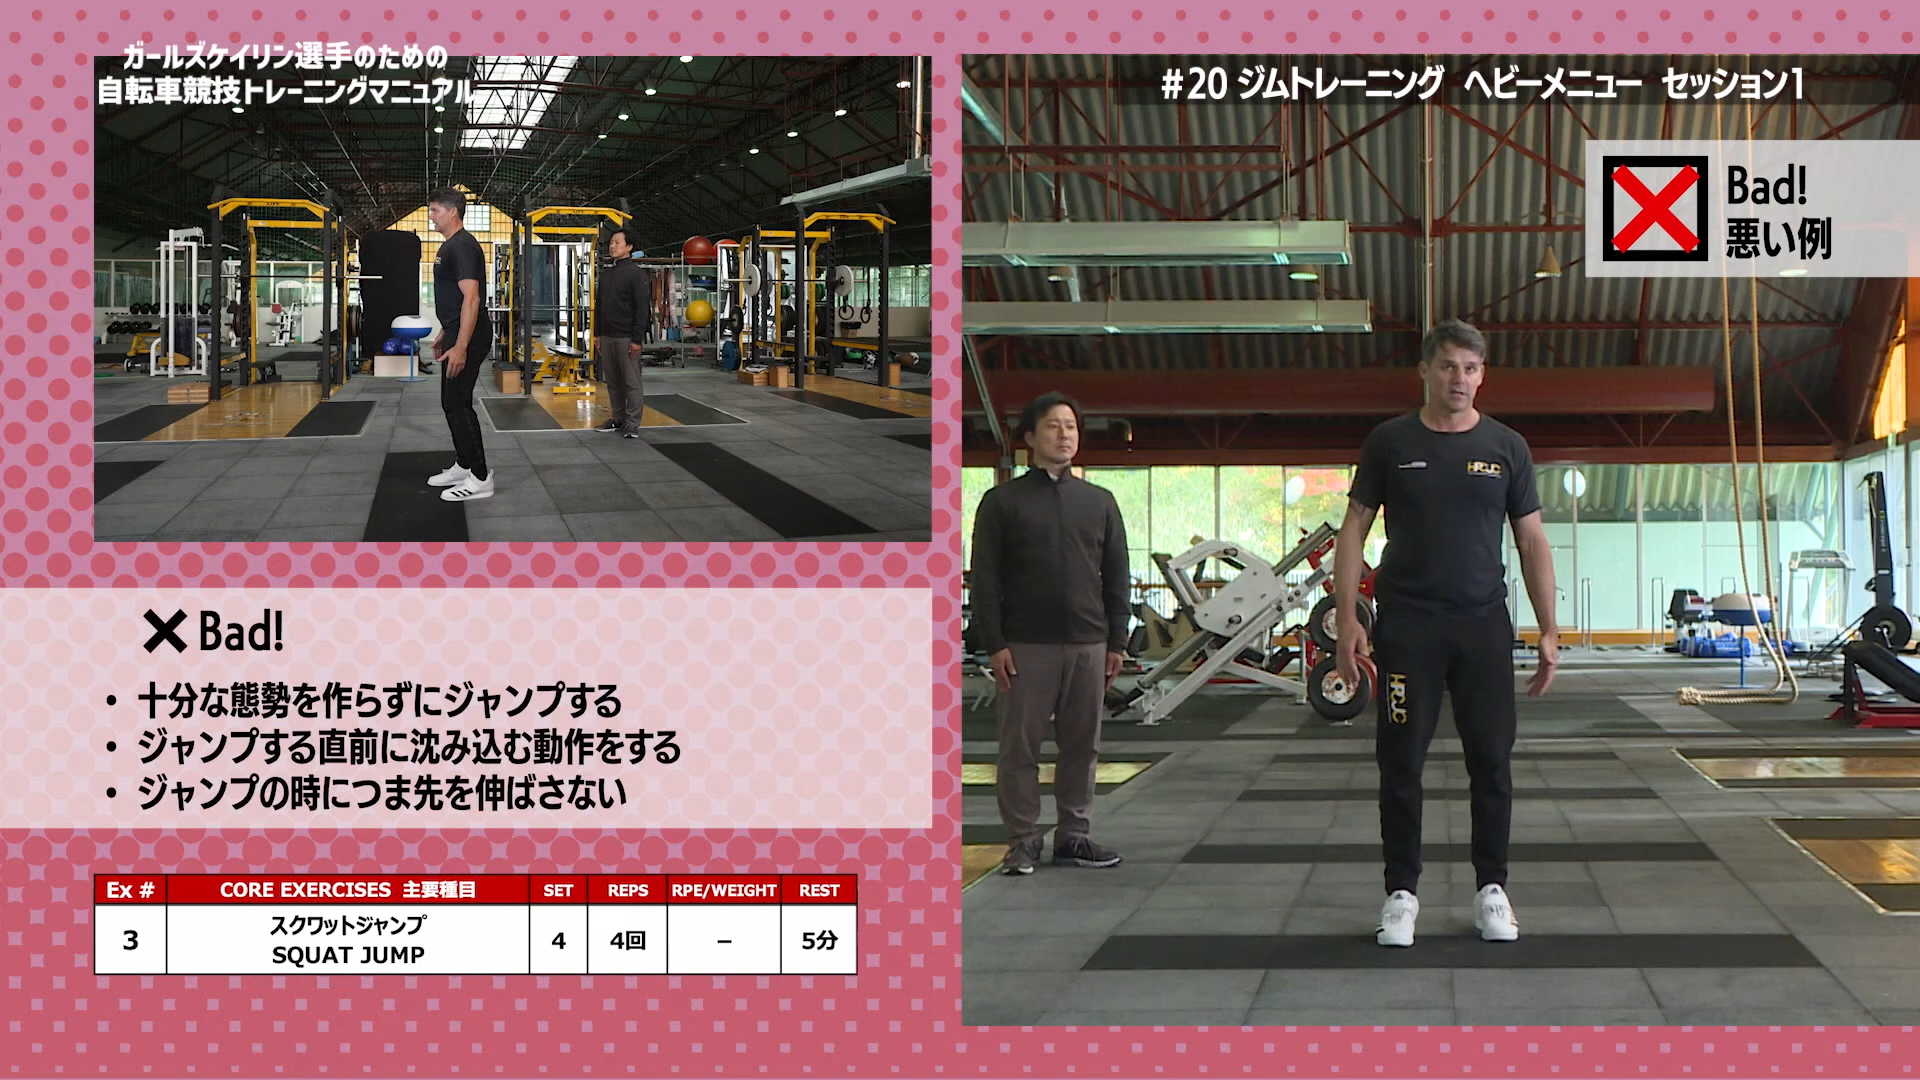 ガールズケイリン選手のための
自転車競技トレーニングマニュアル
#20 ジムトレーニング ヘビーメニュー セッション1
Bad!
悪い例
HPCJC
HPCJC
× Bad!
・ 十分な態勢を作らずにジャンプする
・ ジャンプする直前に沈み込む動作をする
・ ジャンプの時につま先を伸ばさない
Ex # CORE EXERCISES 主要種目 SET REPS RPE/WEIGHT REST
3 スクワットジャンプ SQUAT JUMP 4 4回 – 5分